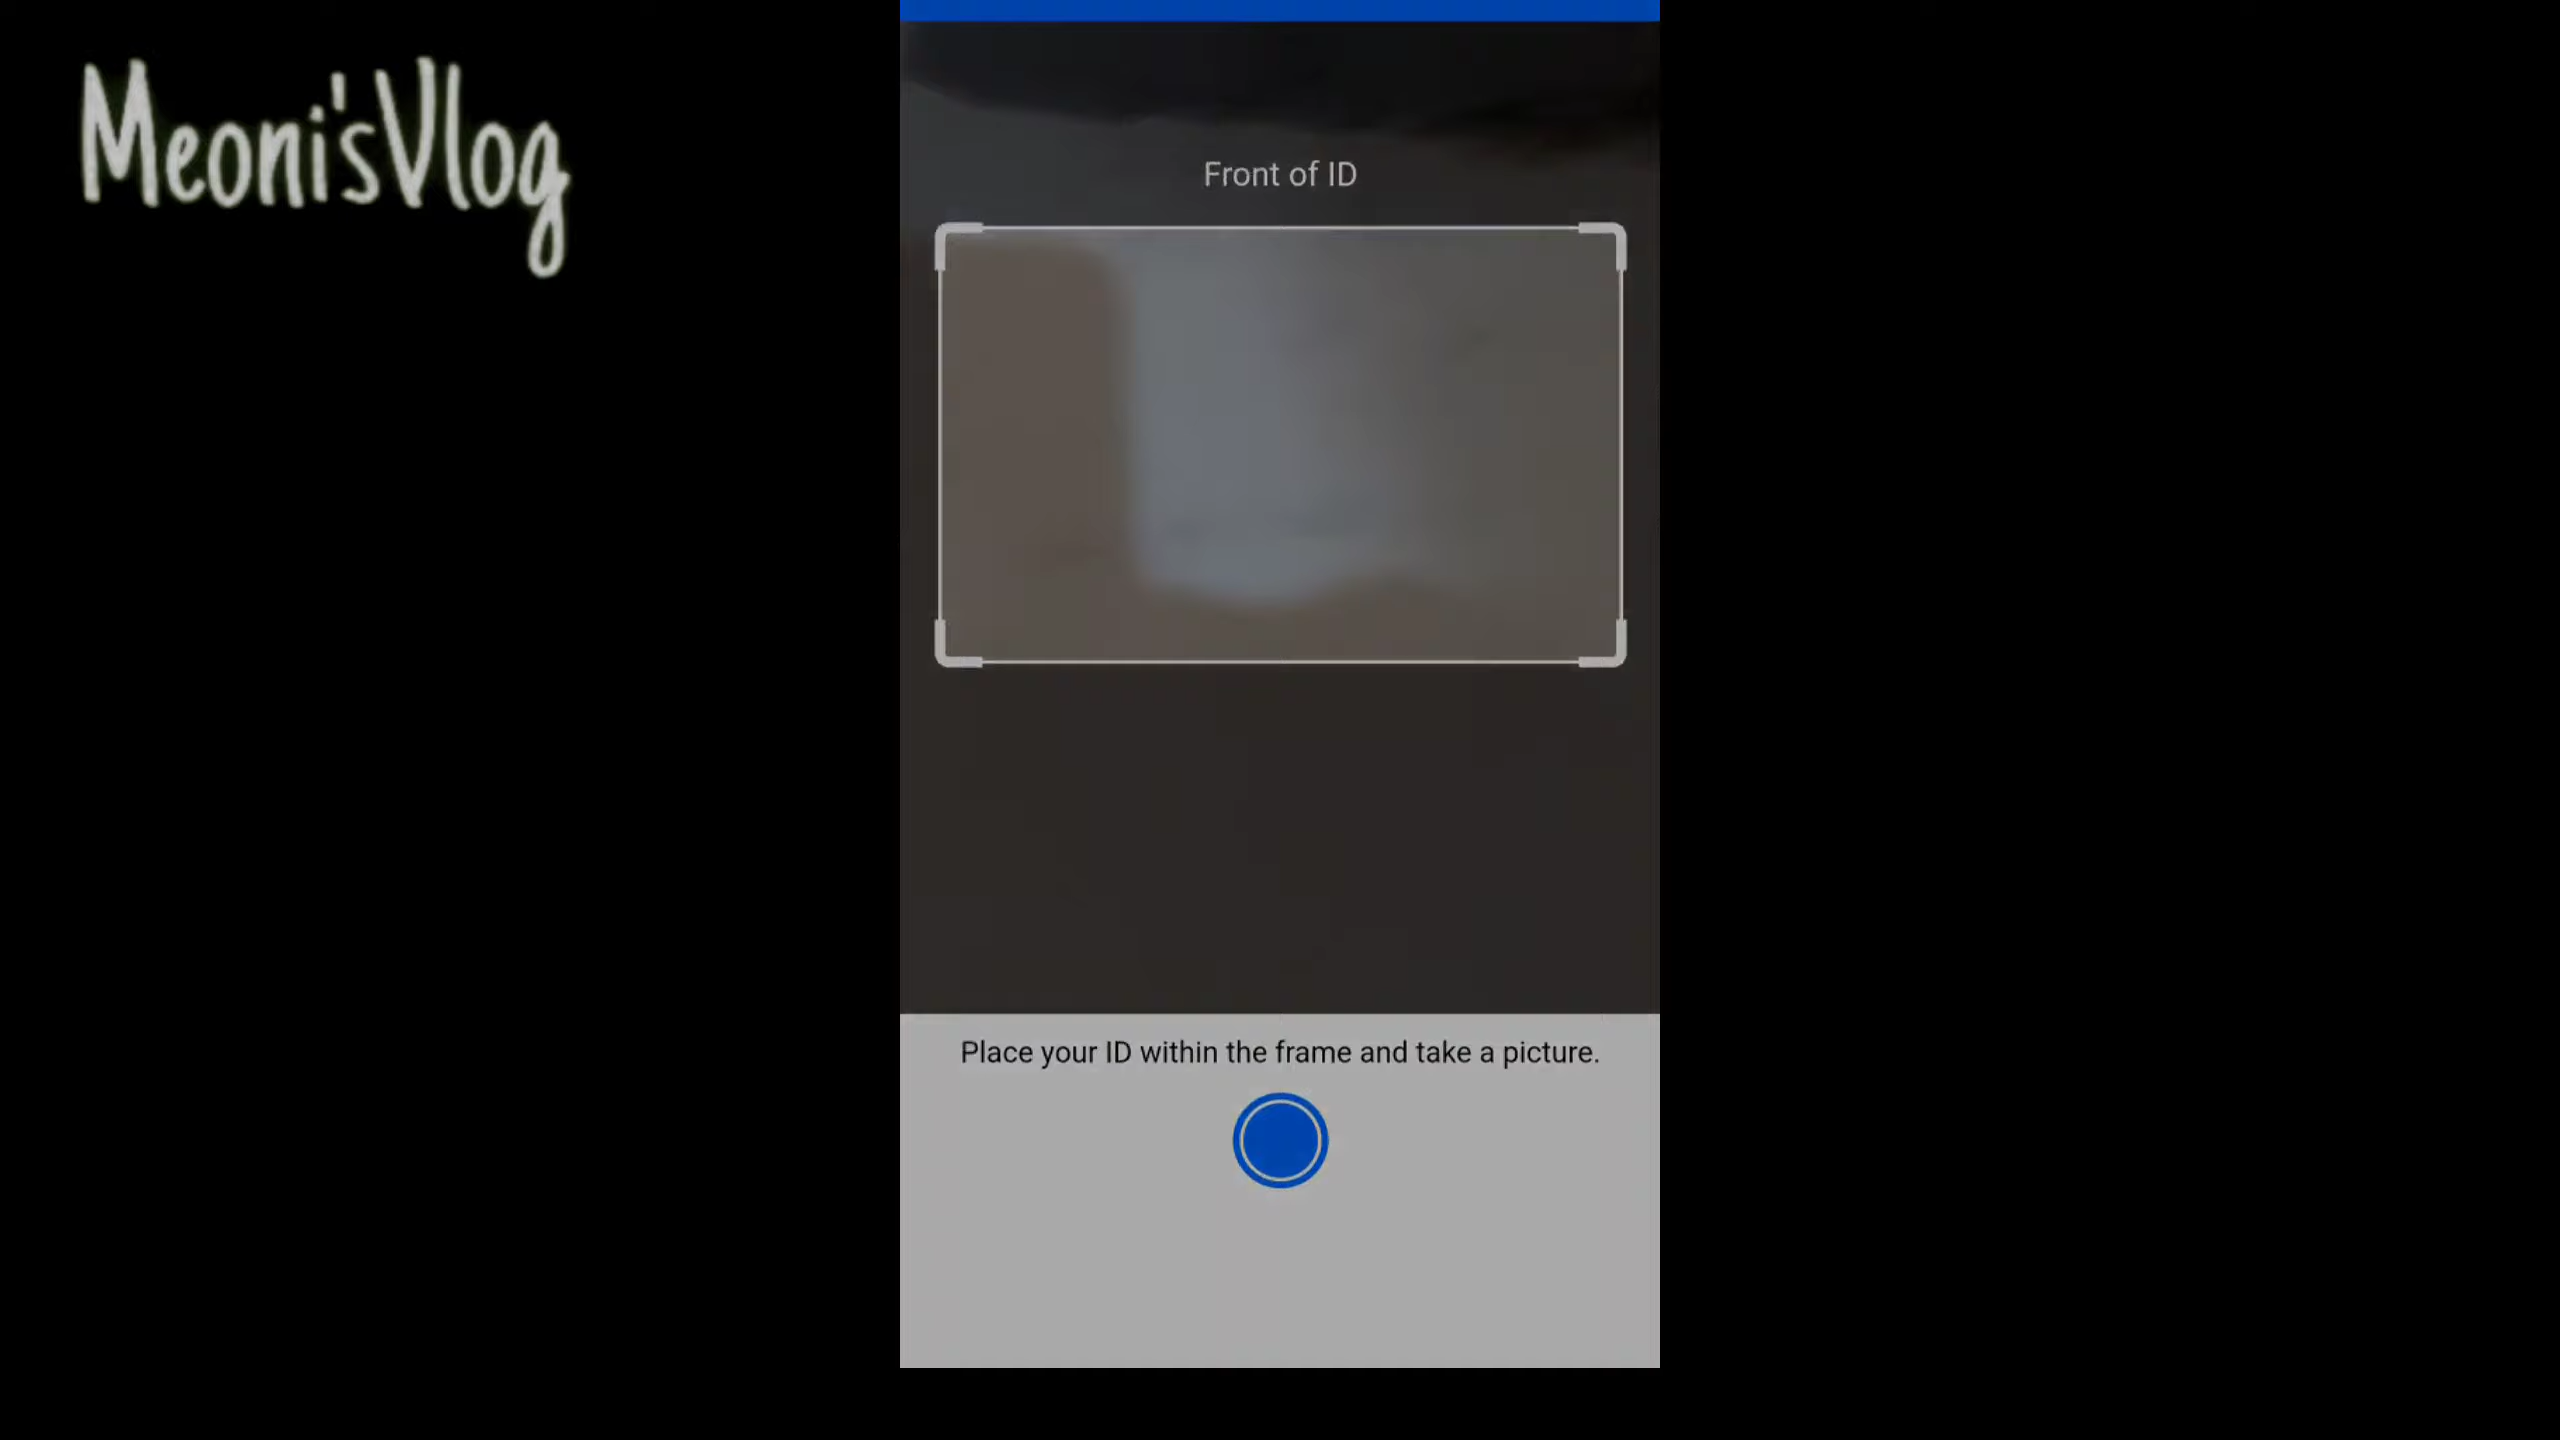 Meoni'sVlog
Front of ID
Place your ID within the frame and take a picture.